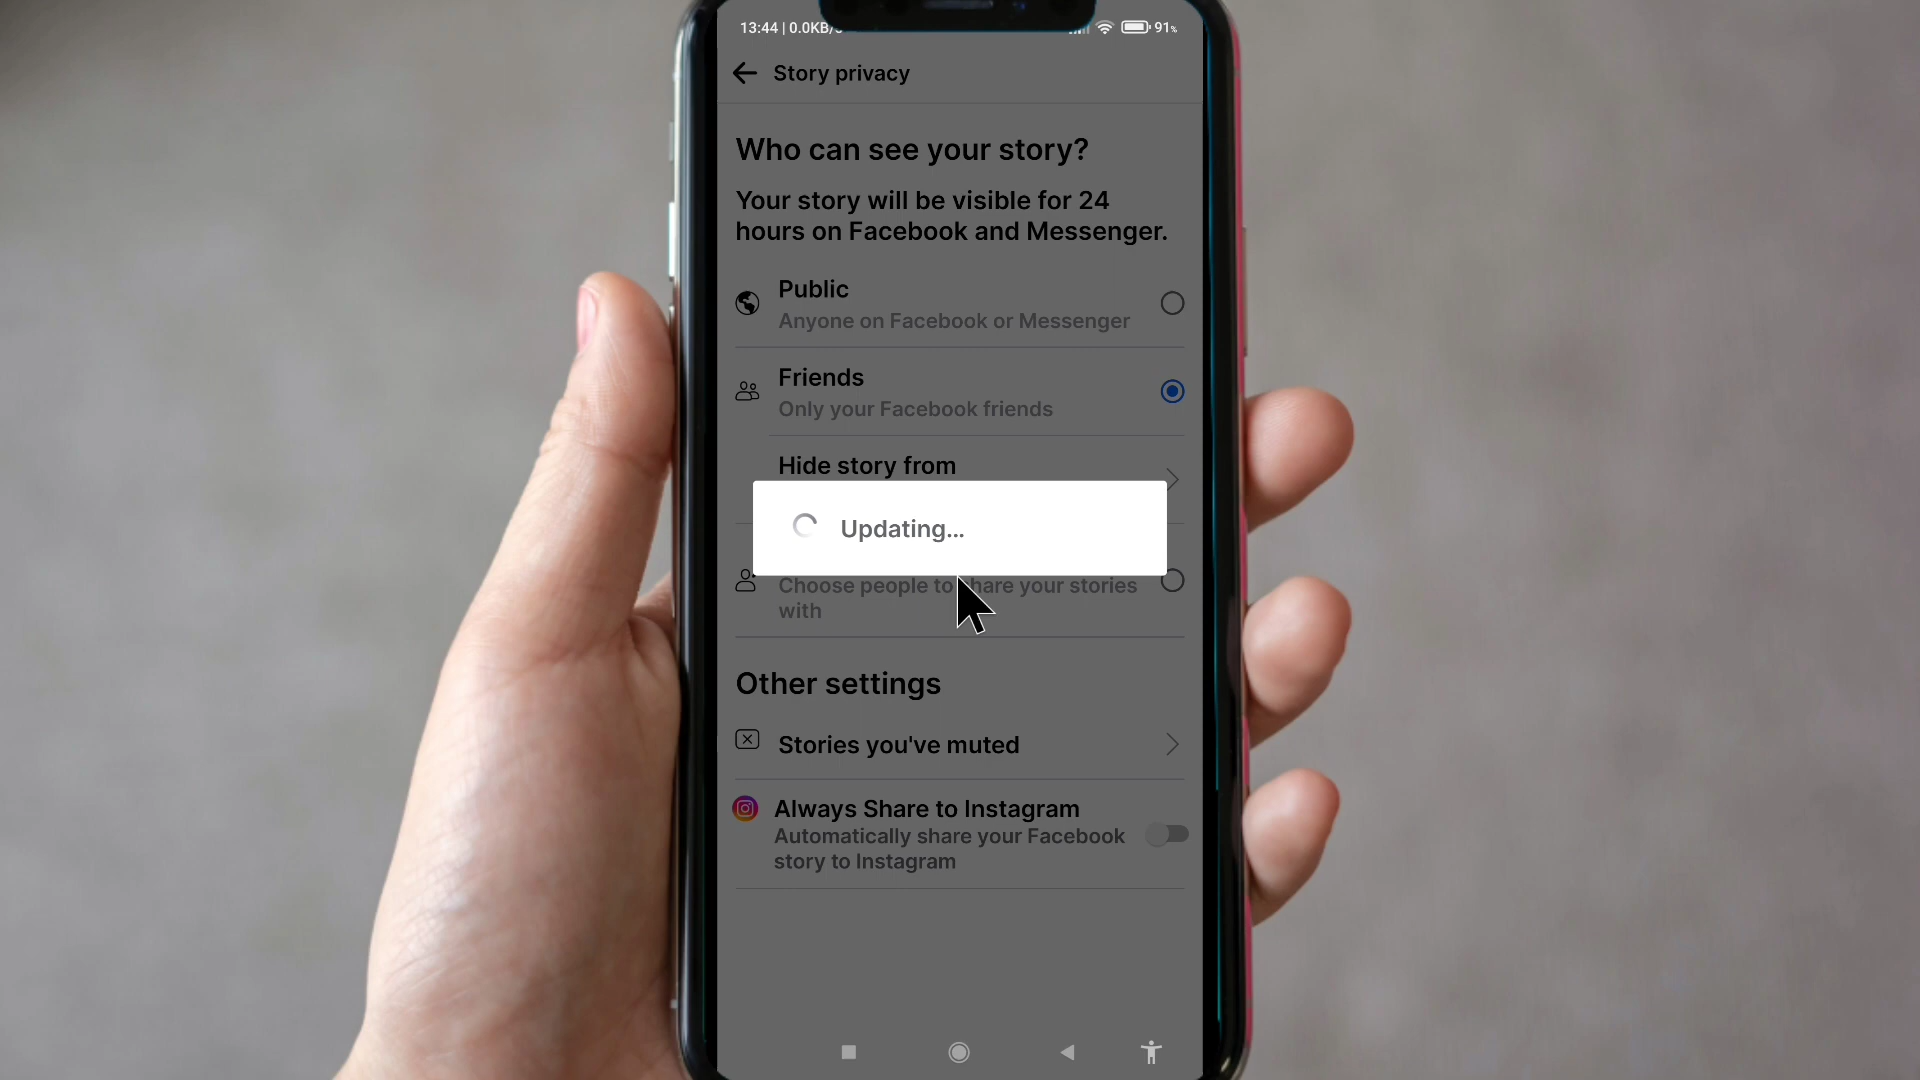 13:44 | 0.0KB/
91%
Story privacy
Who can see your story?
Your story will be visible for 24
hours on Facebook and Messenger.
Public
Anyone on Facebook or Messenger
Friends
Only your Facebook friends
Hide story from
Updating...
Choose people to share your stories
with
Other settings
Stories you've muted
Always Share to Instagram
Automatically share your Facebook
story to Instagram